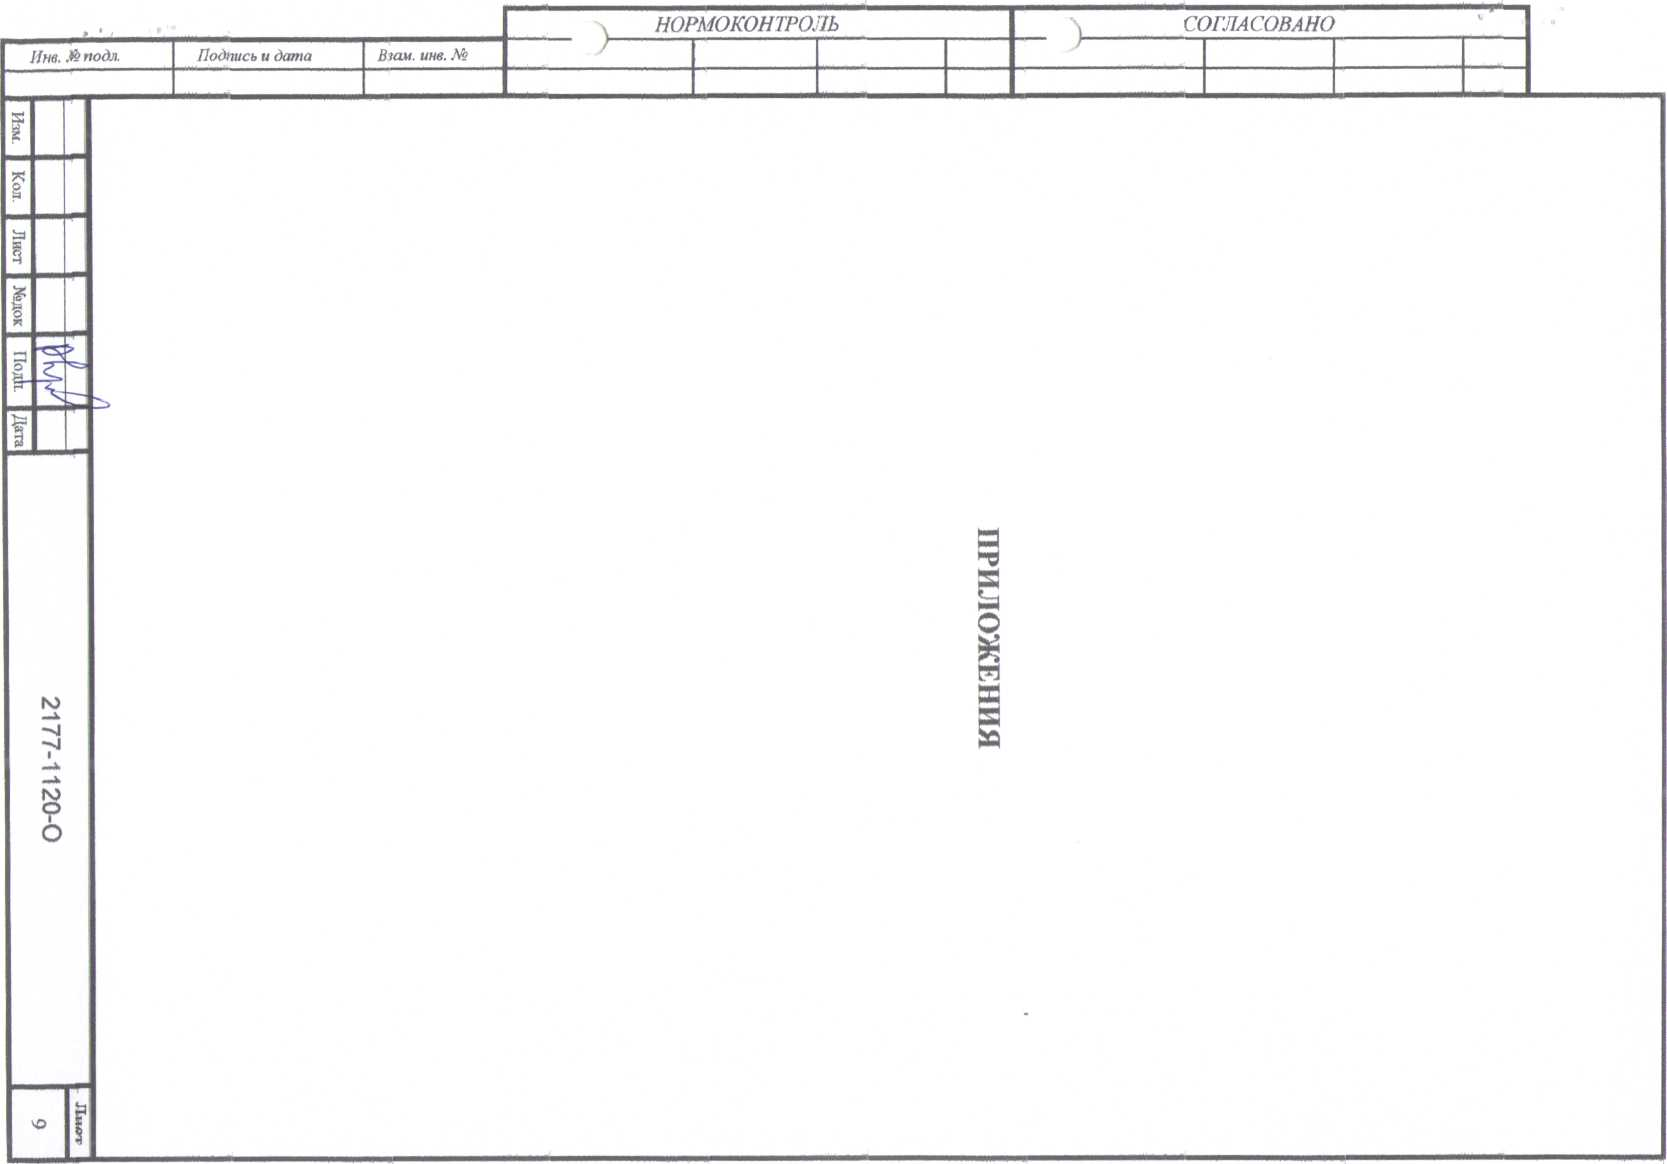 НОРМОКОНТРОЛЬ
СОГЛАСОВАНО
Инв. № подл.
Подпись и дата
Взам. инв. №
ПРИЛОЖЕНИЯ
Изм.
Кол.
Лист
№док
Подп.
Дата
2177-1120-О
Лист
9